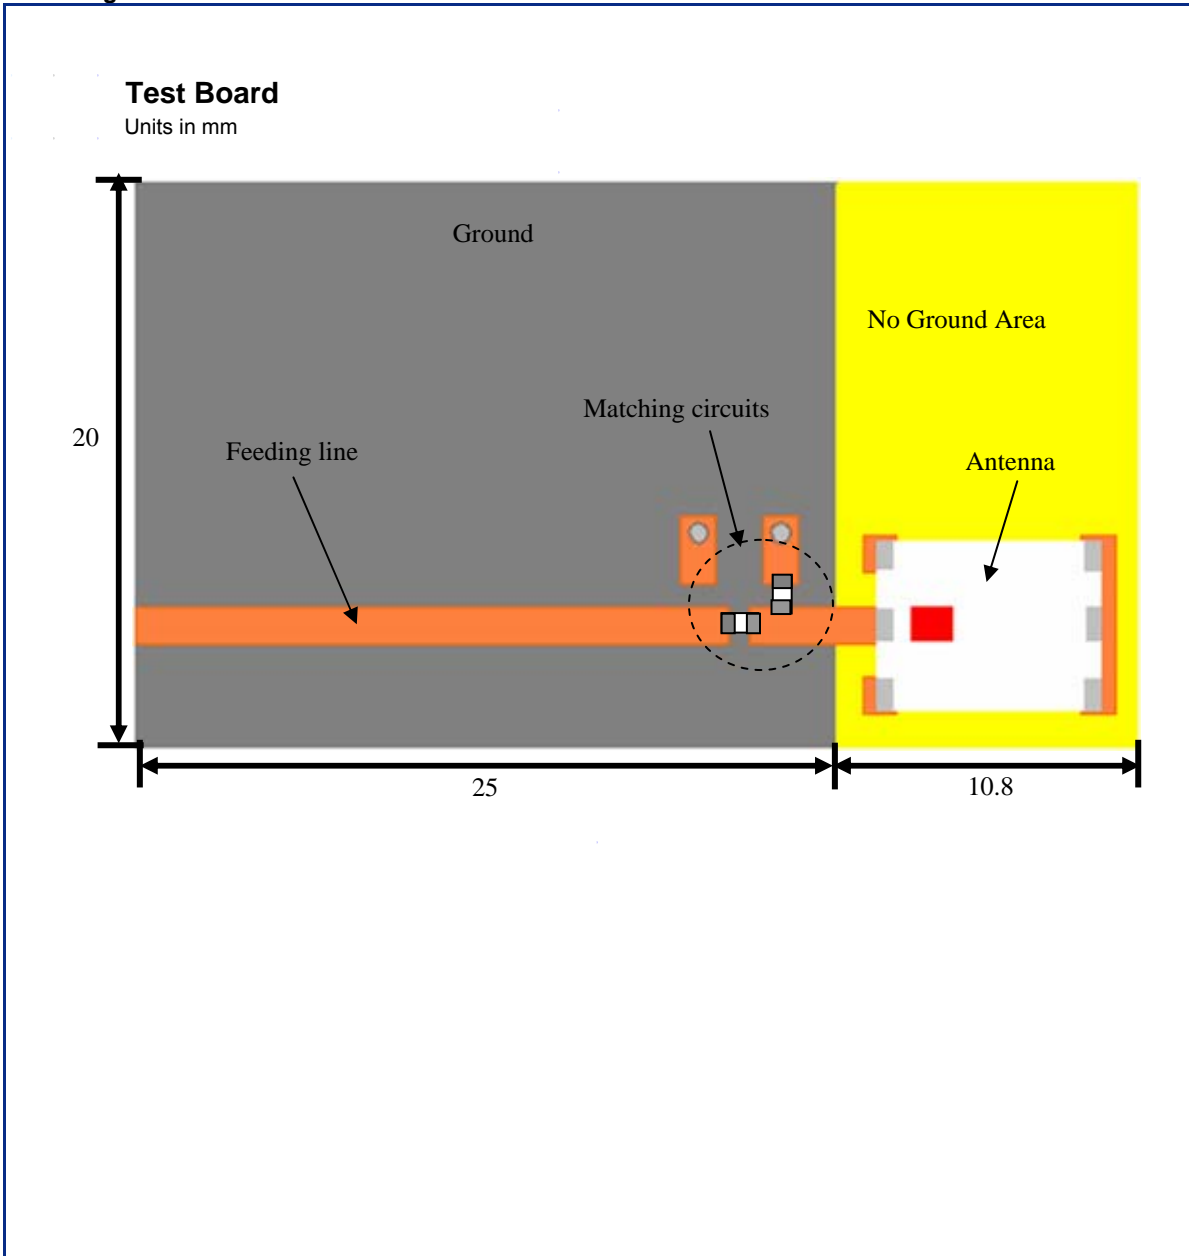 Test Board
Units in mm
Ground
No Ground Area
Matching circuits
20
Feeding line
Antenna
25
10.8